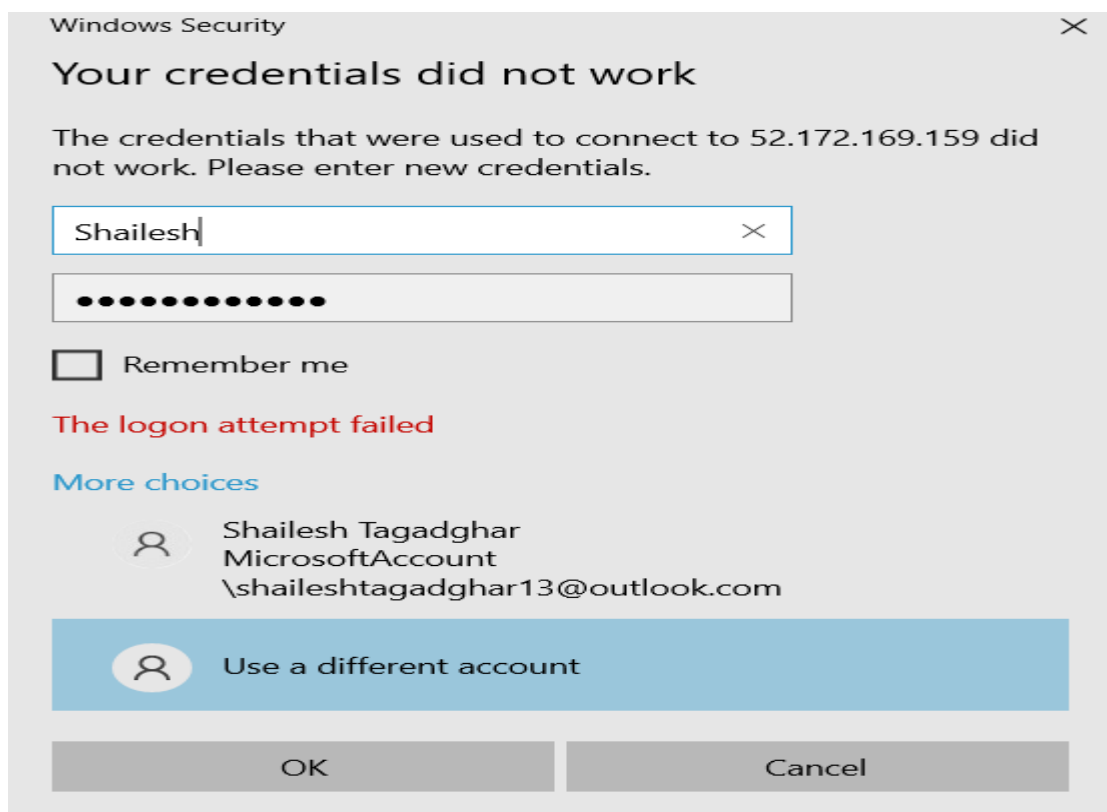 Windows Security
Your credentials did not work
The credentials that were used to connect to 52.172.169.159 did
not work. Please enter new credentials.
Shailesh
●●●●●●●●●●●●
Remember me
The logon attempt failed
More choices
Shailesh Tagadghar
MicrosoftAccount
\shaileshtagadghar13@outlook.com
Use a different account
OK Cancel